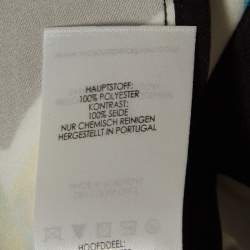 HAUPTSTOFF:
100% POLYESTER
KONTRAST:
100% SEIDE
NUR CHEMISCH REINIGEN
HERGESTELLT IN PORTUGAL
HOOFDDEEL: